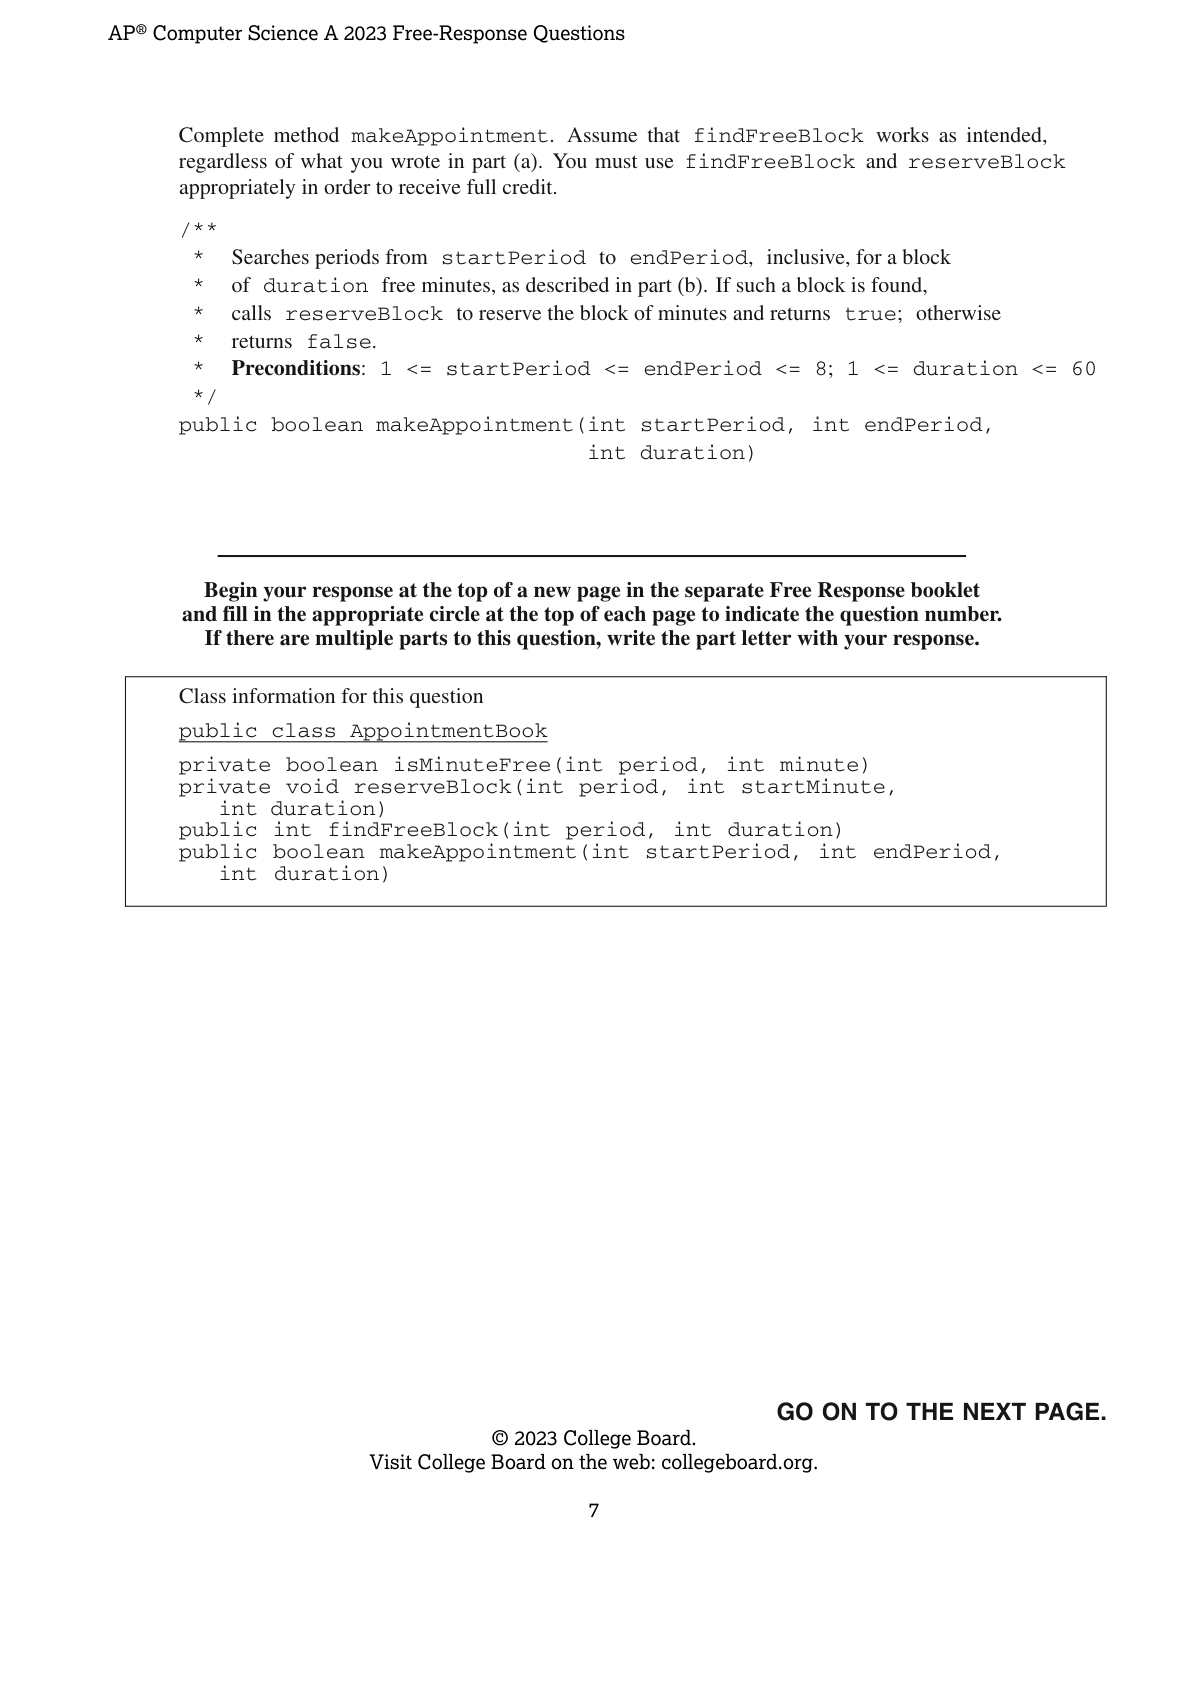 AP® Computer Science A 2023 Free-Response Questions
Complete method makeAppointment. Assume that findFreeBlock works as intended,
regardless of what you wrote in part (a). You must use findFreeBlock and reserveBlock
appropriately in order to receive full credit.
/**
* Searches periods from startPeriod to endPeriod, inclusive, for a block
* of duration free minutes, as described in part (b). If such a block is found,
* calls reserveBlock to reserve the block of minutes and returns true; otherwise
* returns false.
* Preconditions: 1 <= startPeriod <= endPeriod <= 8; 1 <= duration <= 60
*/
public boolean makeAppointment(int startPeriod, int endPeriod,
int duration)
Begin your response at the top of a new page in the separate Free Response booklet
and fill in the appropriate circle at the top of each page to indicate the question number.
If there are multiple parts to this question, write the part letter with your response.
Class information for this question
public class AppointmentBook
private boolean isMinuteFree(int period, int minute)
private void reserveBlock(int period, int startMinute,
int duration)
public int findFreeBlock(int period, int duration)
public boolean makeAppointment(int startPeriod, int endPeriod,
int duration)
GO ON TO THE NEXT PAGE.
© 2023 College Board.
Visit College Board on the web: collegeboard.org.
7